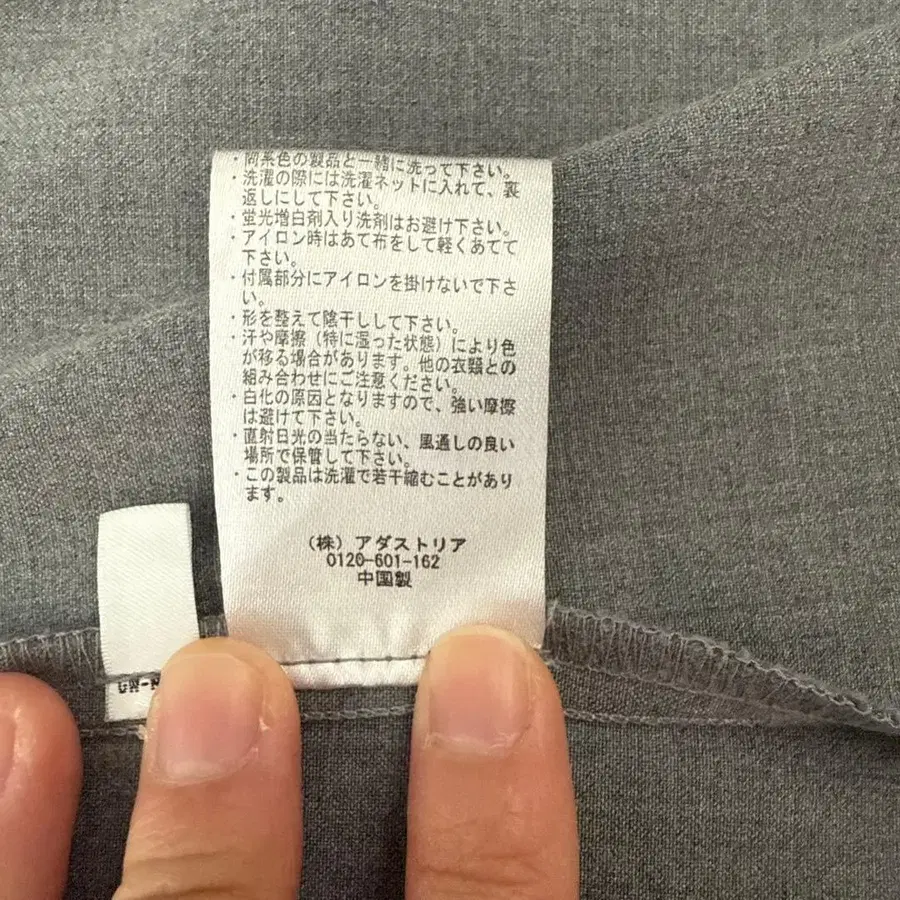 ・同系色の製品と一緒に洗って下さい。
・洗濯の際には洗濯ネットに入れて、裏
返しにして下さい。
・蛍光増白剤入り洗剤はお避け下さい。
・アイロン時はあて布をして軽くあてて
下さい。
・付属部分にアイロンを掛けないで下さ
い。
・形を整えて陰干しして下さい。
・汗や摩擦（特に湿った状態）により色
が移る場合があります。他の衣類との
組み合わせにご注意ください。
・白化の原因となりますので、強い摩擦
は避けて下さい。
・直射日光の当たらない、風通しの良い
場所で保管して下さい。
・この製品は洗濯で若干縮むことがあり
ます。
（株）アダストリア
0120-601-162
中国製